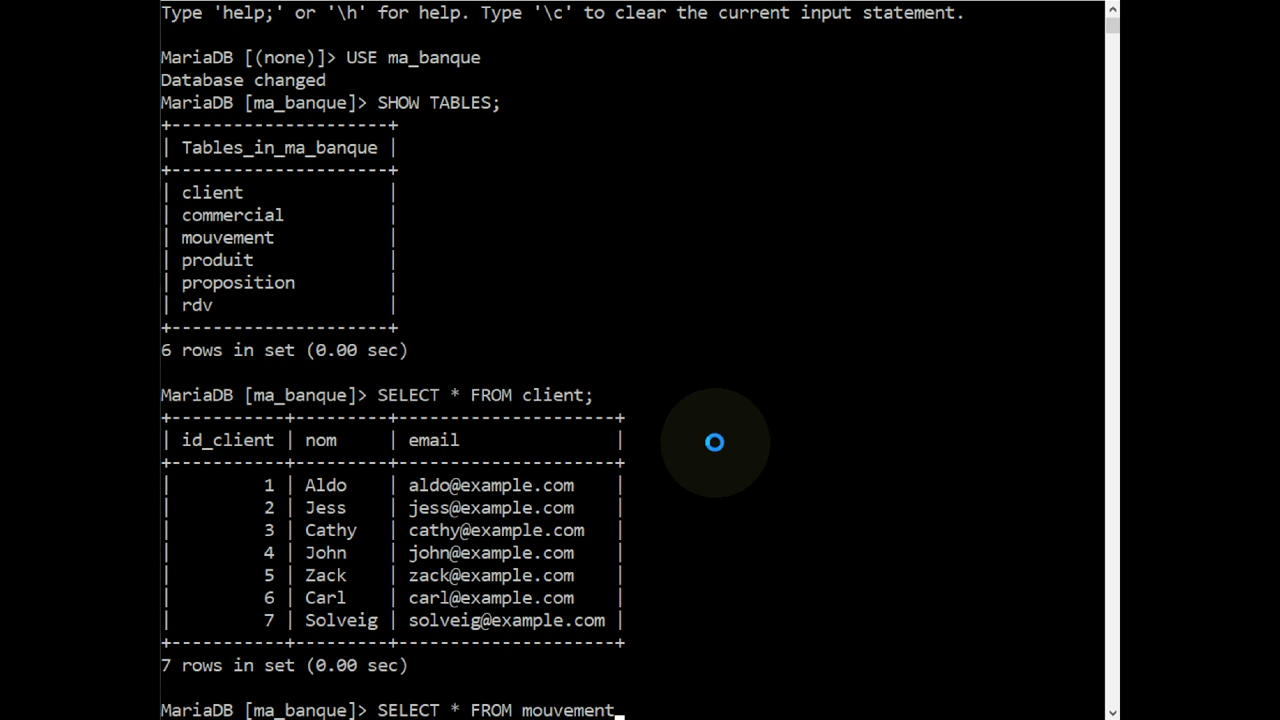 Type 'help;' or '\h' for help. Type '\c' to clear the current input statement.
MariaDB [(none)]> USE ma_banque
Database changed
MariaDB [ma_banque]> SHOW TABLES;
+---------------------+
| Tables_in_ma_banque |
+---------------------+
| client              |
| commercial          |
| mouvement           |
| produit             |
| proposition         |
| rdv                 |
+---------------------+
6 rows in set (0.00 sec)
MariaDB [ma_banque]> SELECT * FROM client;
+-----------+---------+---------------------+
| id_client | nom     | email               |
+-----------+---------+---------------------+
|         1 | Aldo    | aldo@example.com    |
|         2 | Jess    | jess@example.com    |
|         3 | Cathy   | cathy@example.com   |
|         4 | John    | john@example.com    |
|         5 | Zack    | zack@example.com    |
|         6 | Carl    | carl@example.com    |
|         7 | Solveig | solveig@example.com |
+-----------+---------+---------------------+
7 rows in set (0.00 sec)
MariaDB [ma_banque]> SELECT * FROM mouvement